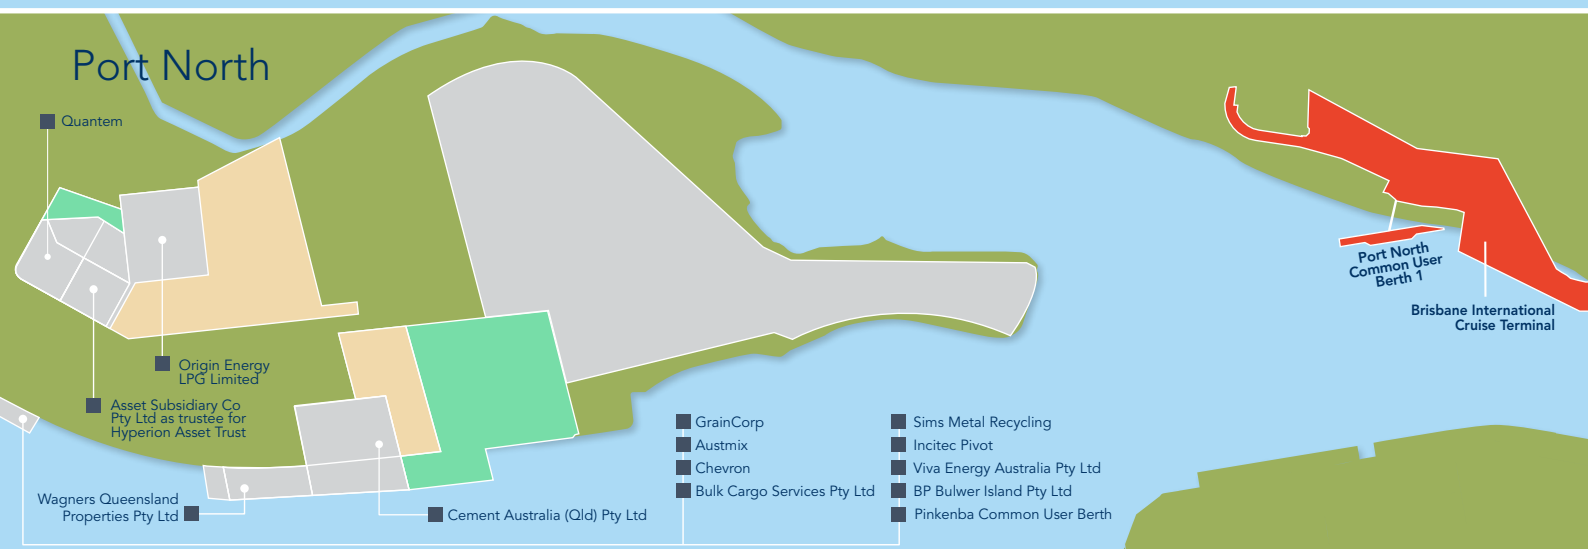 Port North
Quantem
Port North
Common User
Berth 1
Brisbane International
Cruise Terminal
Origin Energy
LPG Limited
Asset Subsidiary Co
Pty Ltd as trustee for
Hyperion Asset Trust
GrainCorp
Austmix
Chevron
Bulk Cargo Services Pty Ltd
Sims Metal Recycling
Incitec Pivot
Viva Energy Australia Pty Ltd
BP Bulwer Island Pty Ltd
Pinkenba Common User Berth
Wagners Queensland
Properties Pty Ltd
Cement Australia (Qld) Pty Ltd